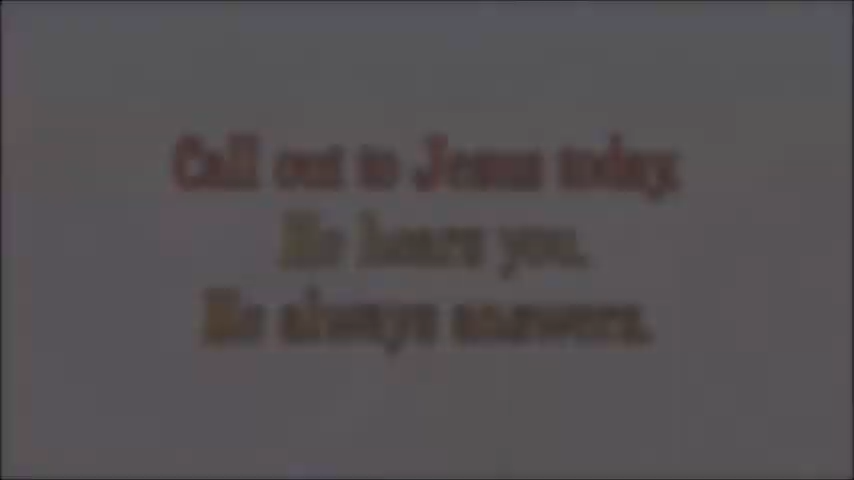 Call out to Jesus today.
He hears you.
He always answers.